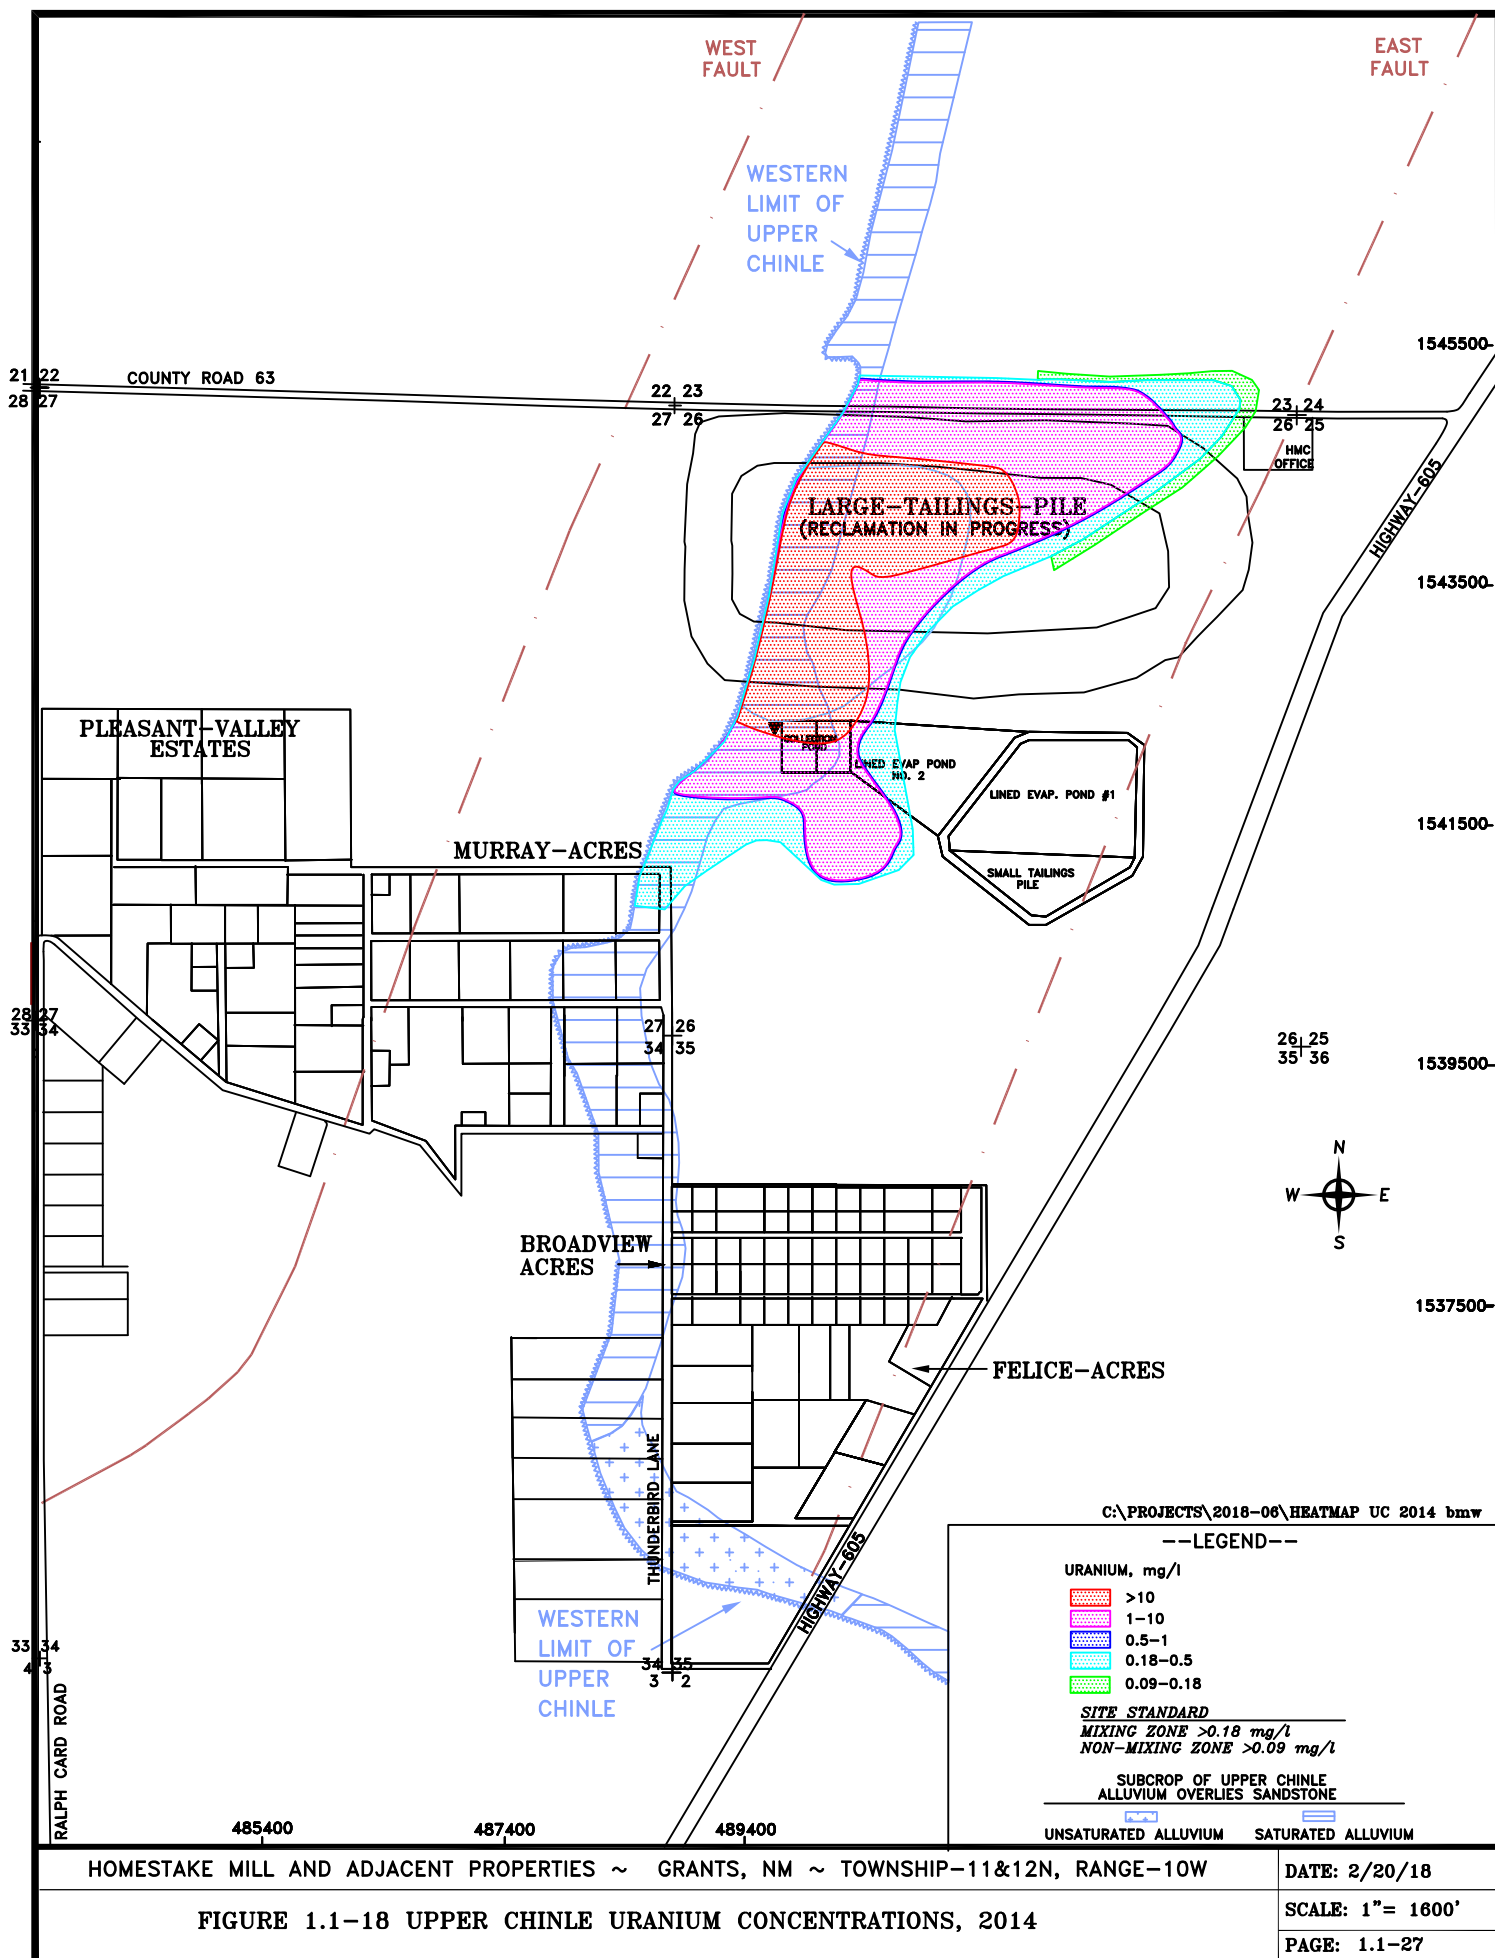 WEST
FAULT
EAST
FAULT
WESTERN
LIMIT OF
UPPER
CHINLE
1545500
21 22
28 27
COUNTY ROAD 63
22 23
27 26
23 24
26 25
HMC
OFFICE
HIGHWAY-605
LARGE-TAILINGS-PILE
(RECLAMATION IN PROGRESS)
1543500
PLEASANT-VALLEY
ESTATES
COLLECTION
POND
LINED EVAP POND
NO. 2
LINED EVAP. POND #1
1541500
MURRAY-ACRES
SMALL TAILINGS
PILE
28 27
33 34
27 26
34 35
26 25
35 36
1539500
N
W E
S
BROADVIEW
ACRES
1537500
FELICE-ACRES
THUNDERBIRD LANE
HIGHWAY-605
WESTERN
LIMIT OF
UPPER
CHINLE
33 34
4 3
34 35
3 2
RALPH CARD ROAD
485400
487400
489400
C:\PROJECTS\2018-06\HEATMAP UC 2014 bmw
--LEGEND--
URANIUM, mg/l
>10
1-10
0.5-1
0.18-0.5
0.09-0.18
SITE STANDARD
MIXING ZONE >0.18 mg/l
NON-MIXING ZONE >0.09 mg/l
SUBCROP OF UPPER CHINLE
ALLUVIUM OVERLIES SANDSTONE
UNSATURATED ALLUVIUM
SATURATED ALLUVIUM
HOMESTAKE MILL AND ADJACENT PROPERTIES ~ GRANTS, NM ~ TOWNSHIP-11&12N, RANGE-10W
DATE: 2/20/18
FIGURE 1.1-18 UPPER CHINLE URANIUM CONCENTRATIONS, 2014
SCALE: 1"= 1600'
PAGE: 1.1-27